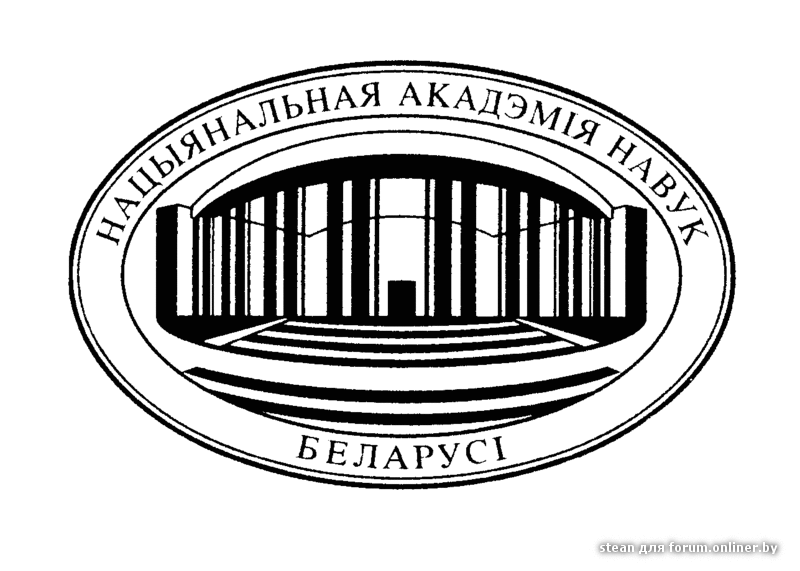 НАЦЫЯНАЛЬНАЯ АКАДЭМІЯ НАВУК
БЕЛАРУСІ
stean для forum.onliner.by